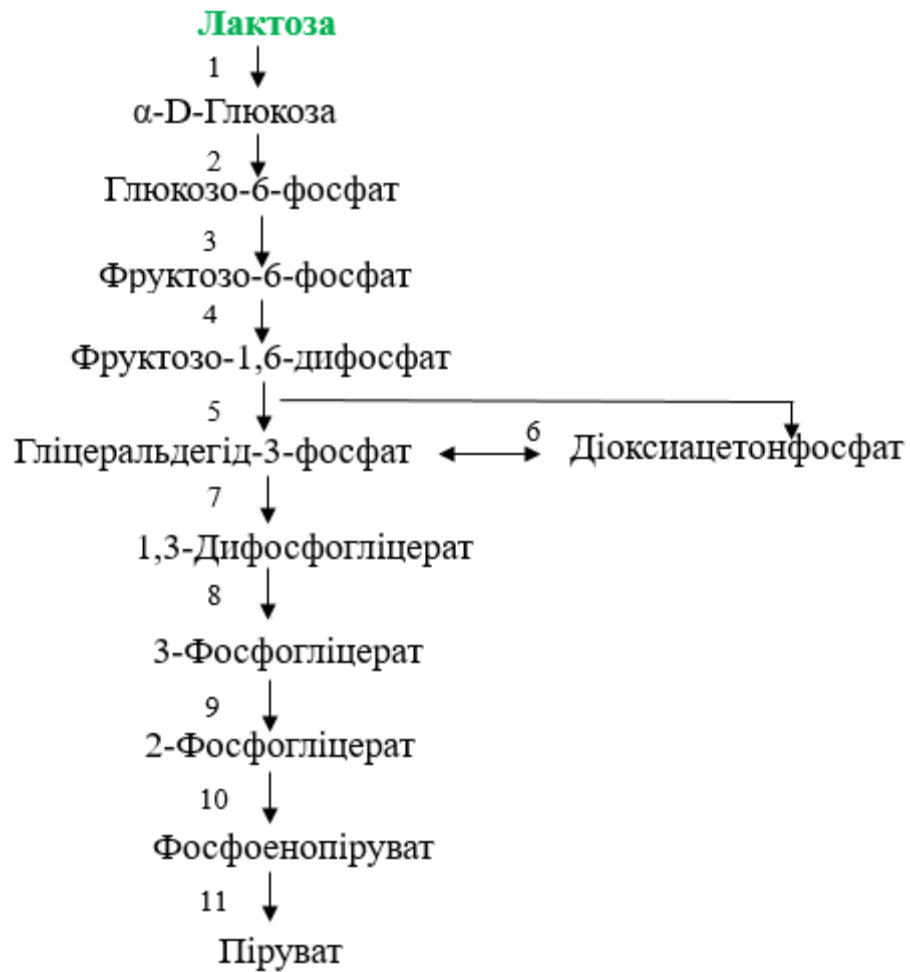 Лактоза
1
α-D-Глюкоза
2
Глюкозо-6-фосфат
3
Фруктозо-6-фосфат
4
Фруктозо-1,6-дифосфат
5
6
Гліцеральдегід-3-фосфат Діоксиацетонфосфат
7
1,3-Дифосфогліцерат
8
3-Фосфогліцерат
9
2-Фосфогліцерат
10
Фосфоенопіруват
11
Піруват